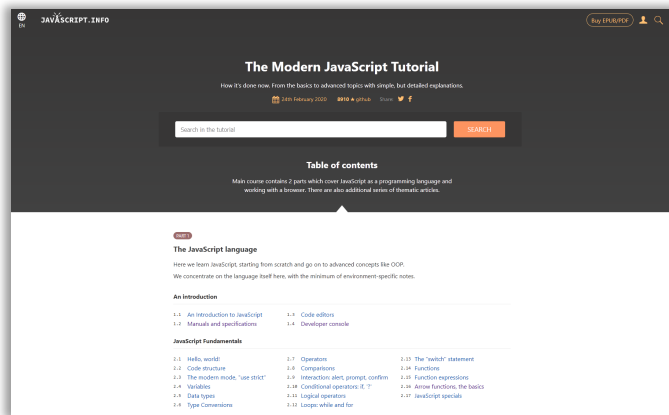 EN
JAVASCRIPT.INFO
Buy EPUB/PDF
The Modern JavaScript Tutorial
How it's done now. From the basics to advanced topics with simple, but detailed explanations.
24th February 2020 8910 ★ github Share
Search in the tutorial
SEARCH
Table of contents
Main course contains 2 parts which cover JavaScript as a programming language and
working with a browser. There are also additional series of thematic articles.
PART 1
The JavaScript language
Here we learn JavaScript, starting from scratch and go on to advanced concepts like OOP.
We concentrate on the language itself here, with the minimum of environment-specific notes.
An introduction
1.1 An Introduction to JavaScript
1.2 Manuals and specifications
1.3 Code editors
1.4 Developer console
JavaScript Fundamentals
2.1 Hello, world!
2.2 Code structure
2.3 The modern mode, "use strict"
2.4 Variables
2.5 Data types
2.6 Type Conversions
2.7 Operators
2.8 Comparisons
2.9 Interaction: alert, prompt, confirm
2.10 Conditional operators: if, '?'
2.11 Logical operators
2.12 Loops: while and for
2.13 The "switch" statement
2.14 Functions
2.15 Function expressions
2.16 Arrow functions, the basics
2.17 JavaScript specials